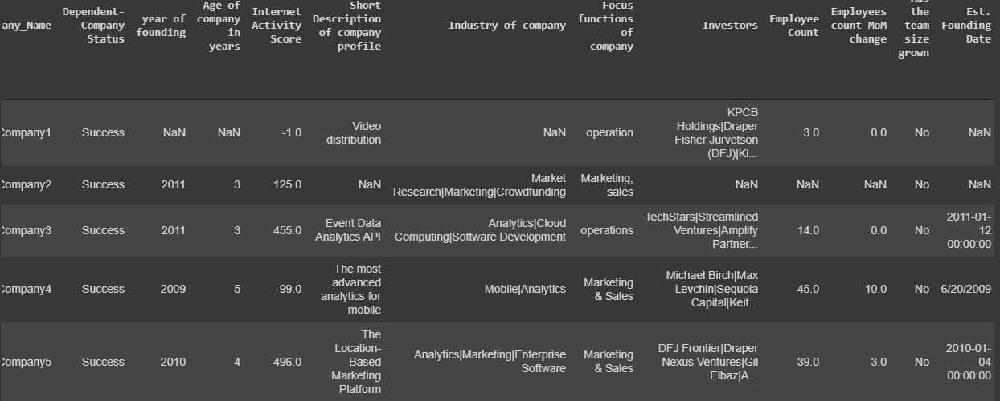 any_Name Dependent-Company Status year of founding Age of company in years Internet Activity Score Short Description of company profile Industry of company Focus functions of company Investors Employee Count Employees count MoM change the team size grown Est. Founding Date
Company1 Success NaN NaN -1.0 Video distribution NaN operation KPCB Holdings|Draper Fisher Jurvetson (DFJ)|Kl... 3.0 0.0 No NaN
Company2 Success 2011 3 125.0 NaN Market Research|Marketing|Crowdfunding Marketing, sales NaN NaN NaN No NaN
Company3 Success 2011 3 455.0 Event Data Analytics API Analytics|Cloud Computing|Software Development operations TechStars|Streamlined Ventures|Amplify Partner... 14.0 0.0 No 2011-01-12 00:00:00
Company4 Success 2009 5 -99.0 The most advanced analytics for mobile Mobile|Analytics Marketing & Sales Michael Birch|Max Levchin|Sequoia Capital|Keit... 45.0 10.0 No 6/20/2009
Company5 Success 2010 4 496.0 The Location-Based Marketing Platform Analytics|Marketing|Enterprise Software Marketing & Sales DFJ Frontier|Draper Nexus Ventures|Gil Elbaz|A... 39.0 3.0 No 2010-01-04 00:00:00